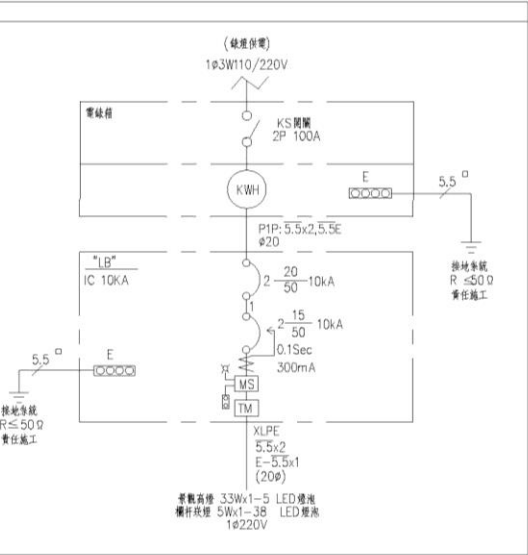 (錶燈供電)
1ø3W110/220V
電錶箱
KS開關
2P 100A
KWH
E
5.5 □
P1P: 5.5x2,5.5E
ø20
接地系統
R ≤50Ω
責任施工
"LB"
IC 10KA
2 20/50 10kA
1
2 15/50 10kA
0.1Sec
300mA
5.5 □
E
MS
TM
接地系統
R≤50Ω
責任施工
XLPE
5.5x2
E-5.5x1
(20ø)
景觀高燈 33Wx1-5 LED燈泡
欄杆崁燈 5Wx1-38 LED燈泡
1ø220V